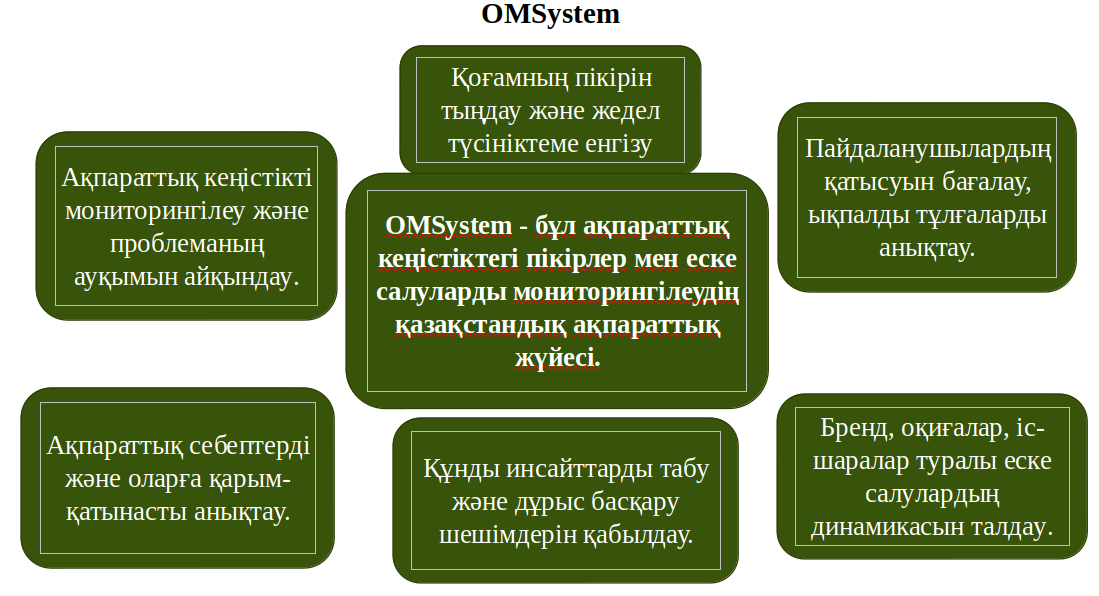 OMSystem
Қоғамның пікірін
тыңдау және жедел
түсініктеме енгізу
Ақпараттық кеңістікті
мониторингілеу және
проблеманың
ауқымын айқындау.
OMSystem - бұл ақпараттық
кеңістіктегі пікірлер мен еске
салуларды мониторингілеудің
қазақстандық ақпараттық
жүйесі.
Пайдаланушылардың
қатысуын бағалау,
ықпалды тұлғаларды
анықтау.
Ақпараттық себептерді
және оларға қарым-
қатынасты анықтау.
Құнды инсайттарды табу
және дұрыс басқару
шешімдерін қабылдау.
Бренд, оқиғалар, іс-
шаралар туралы еске
салулардың
динамикасын талдау.